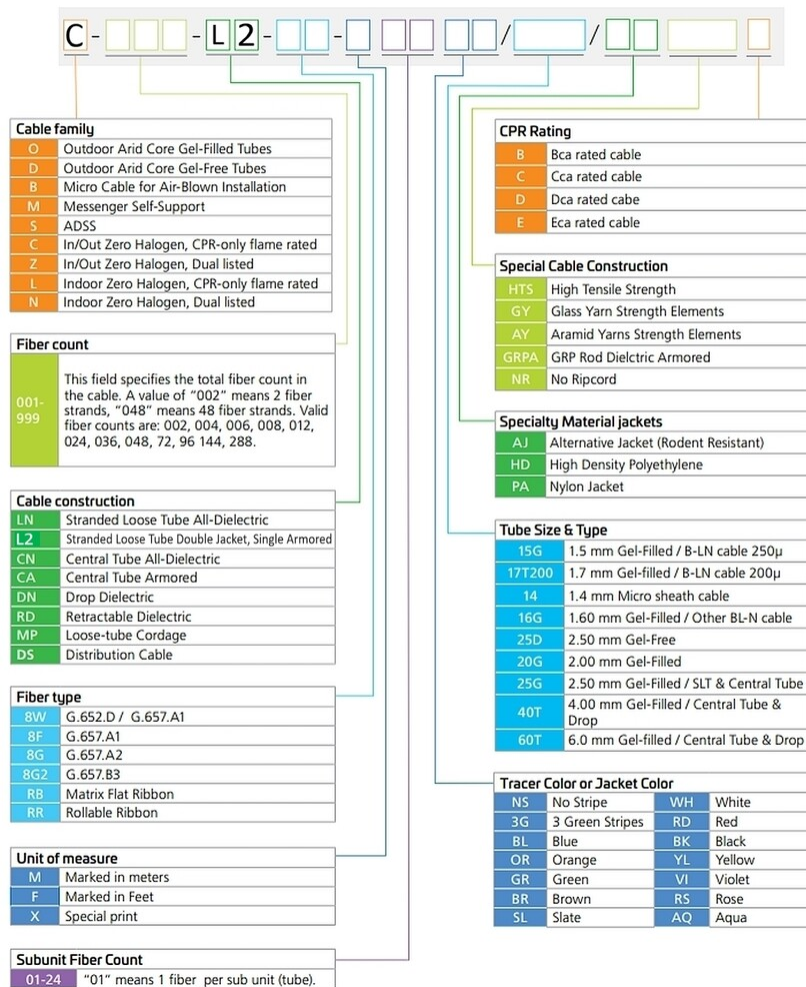 C - - L 2 - - / /
Cable family
O Outdoor Arid Core Gel-Filled Tubes
D Outdoor Arid Core Gel-Free Tubes
B Micro Cable for Air-Blown Installation
M Messenger Self-Support
S ADSS
C In/Out Zero Halogen, CPR-only flame rated
Z In/Out Zero Halogen, Dual listed
L Indoor Zero Halogen, CPR-only flame rated
N Indoor Zero Halogen, Dual listed
Fiber count
001-
999
This field specifies the total fiber count in
the cable. A value of “002” means 2 fiber
strands, “048” means 48 fiber strands. Valid
fiber counts are: 002, 004, 006, 008, 012,
024, 036, 048, 72, 96 144, 288.
Cable construction
LN Stranded Loose Tube All-Dielectric
L2 Stranded Loose Tube Double Jacket, Single Armored
CN Central Tube All-Dielectric
CA Central Tube Armored
DN Drop Dielectric
RD Retractable Dielectric
MP Loose-tube Cordage
DS Distribution Cable
Fiber type
8W G.652.D / G.657.A1
8F G.657.A1
8G G.657.A2
8G2 G.657.B3
RB Matrix Flat Ribbon
RR Rollable Ribbon
Unit of measure
M Marked in meters
F Marked in Feet
X Special print
Subunit Fiber Count
01-24 “01” means 1 fiber per sub unit (tube).
CPR Rating
B Bca rated cable
C Cca rated cable
D Dca rated cabe
E Eca rated cable
Special Cable Construction
HTS High Tensile Strength
GY Glass Yarn Strength Elements
AY Aramid Yarns Strength Elements
GRPA GRP Rod Dielctric Armored
NR No Ripcord
Specialty Material jackets
AJ Alternative Jacket (Rodent Resistant)
HD High Density Polyethylene
PA Nylon Jacket
Tube Size & Type
15G 1.5 mm Gel-Filled / B-LN cable 250µ
17T200 1.7 mm Gel-filled / B-LN cable 200µ
14 1.4 mm Micro sheath cable
16G 1.60 mm Gel-Filled / Other BL-N cable
25D 2.50 mm Gel-Free
20G 2.00 mm Gel-Filled
25G 2.50 mm Gel-Filled / SLT & Central Tube
40T 4.00 mm Gel-Filled / Central Tube &
Drop
60T 6.0 mm Gel-filled / Central Tube & Drop
Tracer Color or Jacket Color
NS No Stripe WH White
3G 3 Green Stripes RD Red
BL Blue BK Black
OR Orange YL Yellow
GR Green VI Violet
BR Brown RS Rose
SL Slate AQ Aqua